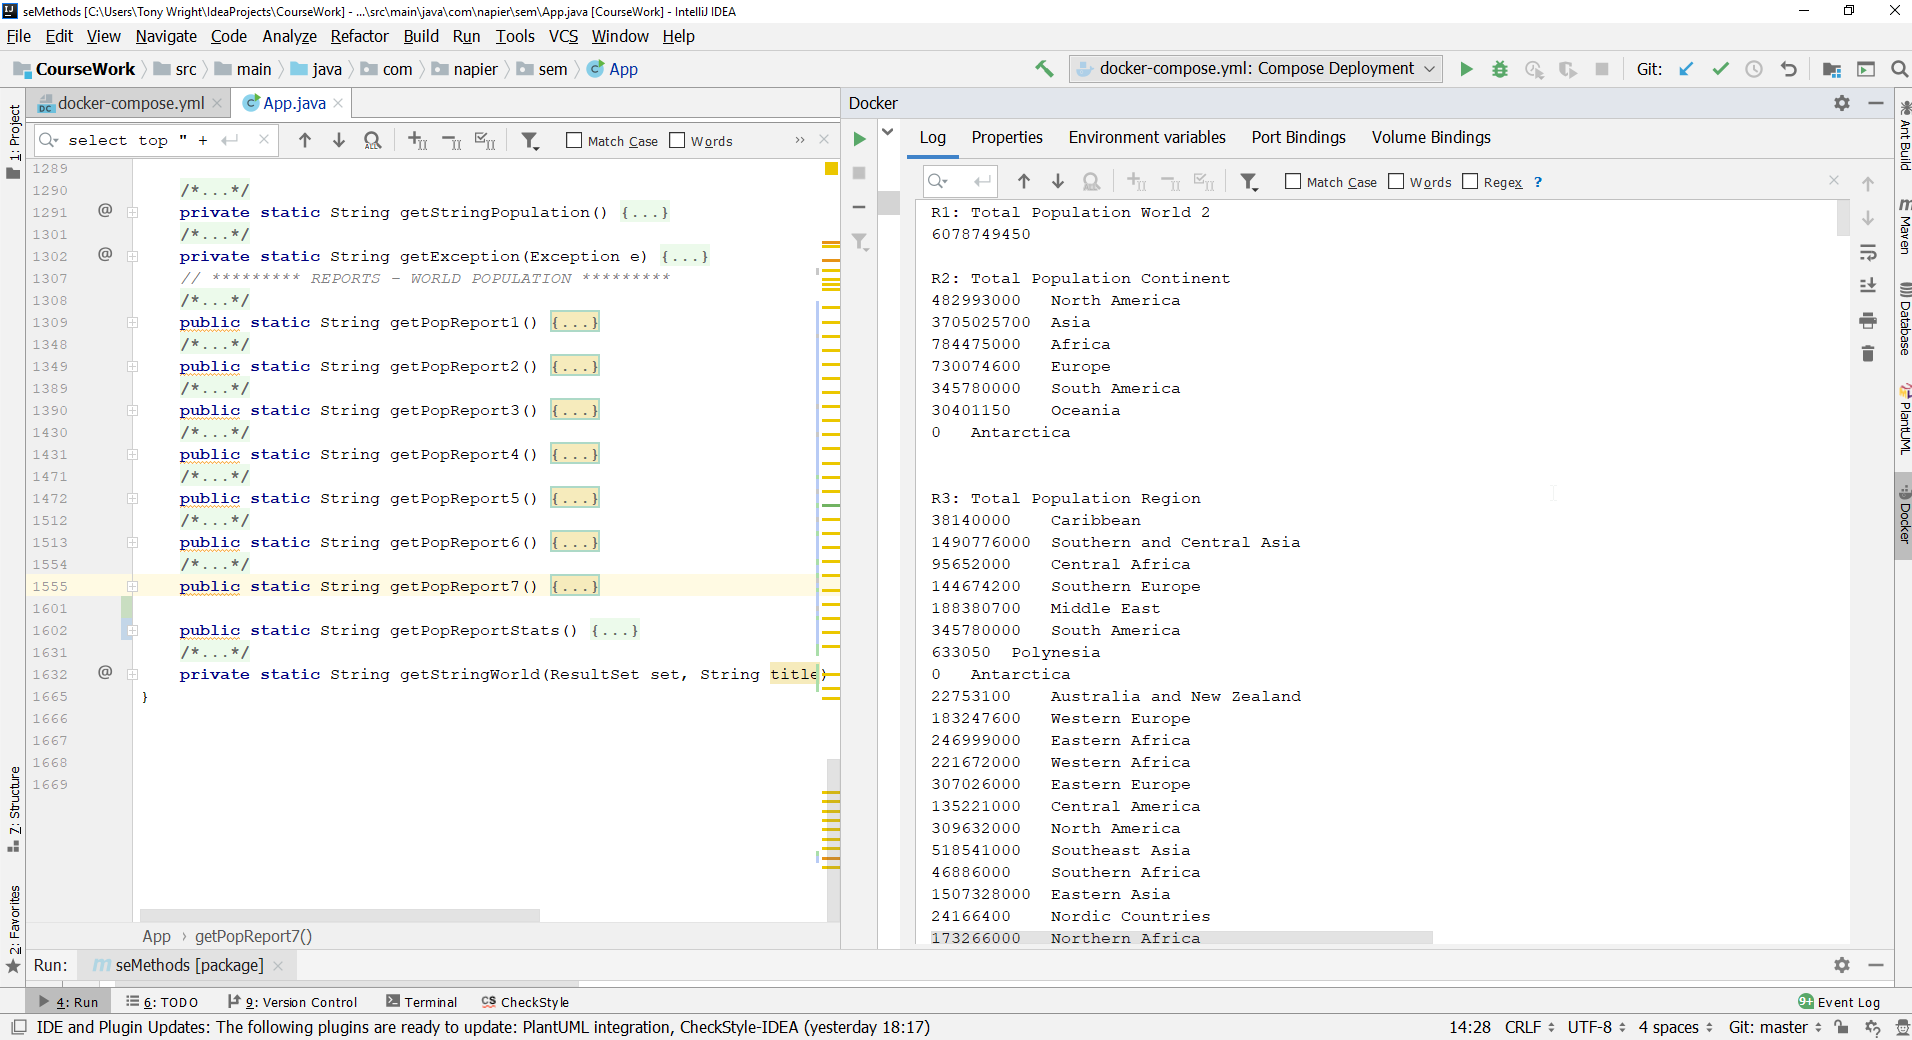 seMethods [C:\Users\Tony Wright\IdeaProjects\CourseWork] - ...\src\main\java\com\napier\sem\App.java [CourseWork] - IntelliJ IDEA
File Edit View Navigate Code Analyze Refactor Build Run Tools VCS Window Help
CourseWork src main java com napier sem App
docker-compose.yml: Compose Deployment
Git:
docker-compose.yml App.java
select top " +
Match Case Words
1289
1290 /*...*/
1291 @ private static String getStringPopulation() {...}
1301 /*...*/
1302 @ private static String getException(Exception e) {...}
1307 // ********* REPORTS - WORLD POPULATION *********
1308 /*...*/
1309 public static String getPopReport1() {...}
1348 /*...*/
1349 public static String getPopReport2() {...}
1389 /*...*/
1390 public static String getPopReport3() {...}
1430 /*...*/
1431 public static String getPopReport4() {...}
1471 /*...*/
1472 public static String getPopReport5() {...}
1512 /*...*/
1513 public static String getPopReport6() {...}
1554 /*...*/
1555 public static String getPopReport7() {...}
1601
1602 public static String getPopReportStats() {...}
1631 /*...*/
1632 @ private static String getStringWorld(ResultSet set, String title)
1665 }
1666
1667
1668
1669
App › getPopReport7()
Docker
Log Properties Environment variables Port Bindings Volume Bindings
Match Case Words Regex ?
R1: Total Population World 2
6078749450
R2: Total Population Continent
482993000 North America
3705025700 Asia
784475000 Africa
730074600 Europe
345780000 South America
30401150 Oceania
0 Antarctica
R3: Total Population Region
38140000 Caribbean
1490776000 Southern and Central Asia
95652000 Central Africa
144674200 Southern Europe
188380700 Middle East
345780000 South America
633050 Polynesia
0 Antarctica
22753100 Australia and New Zealand
183247600 Western Europe
246999000 Eastern Africa
221672000 Western Africa
307026000 Eastern Europe
135221000 Central America
309632000 North America
518541000 Southeast Asia
46886000 Southern Africa
1507328000 Eastern Asia
24166400 Nordic Countries
173266000 Northern Africa
1: Project
7: Structure
2: Favorites
Ant Build
Maven
Database
PlantUML
Docker
Run: seMethods [package]
4: Run 6: TODO 9: Version Control Terminal CheckStyle
9+ Event Log
IDE and Plugin Updates: The following plugins are ready to update: PlantUML integration, CheckStyle-IDEA (yesterday 18:17)
14:28 CRLF UTF-8 4 spaces Git: master